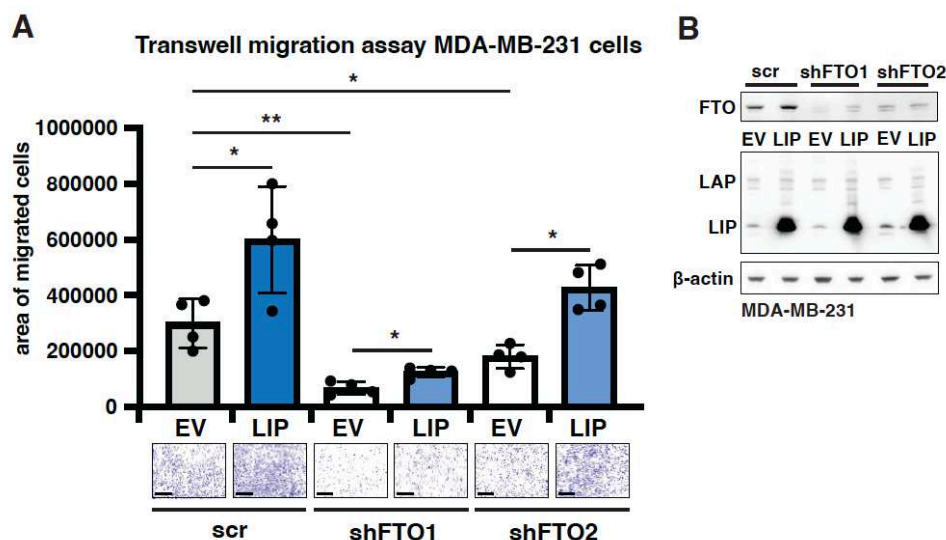 A
Transwell migration assay MDA-MB-231 cells
*
**
*
*
*
area of migrated cells
1000000
800000
600000
400000
200000
0
EV LIP EV LIP EV LIP
scr shFTO1 shFTO2
B
scr shFTO1 shFTO2
FTO
EV LIP EV LIP EV LIP
LAP
LIP
β-actin
MDA-MB-231